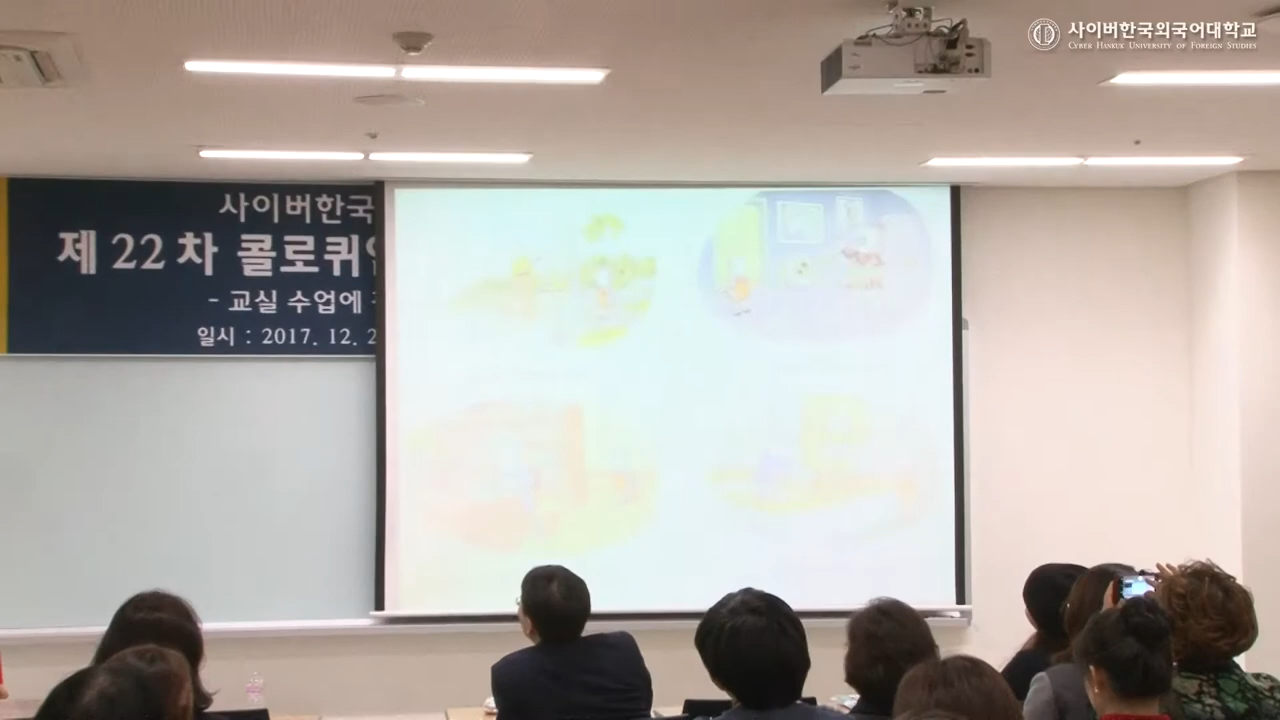 사이버한국외국어대학교
CYBER HANKUK UNIVERSITY OF FOREIGN STUDIES
사이버한국
제 22 차 콜로퀴
- 교실 수업에
일시 : 2017. 12. 2